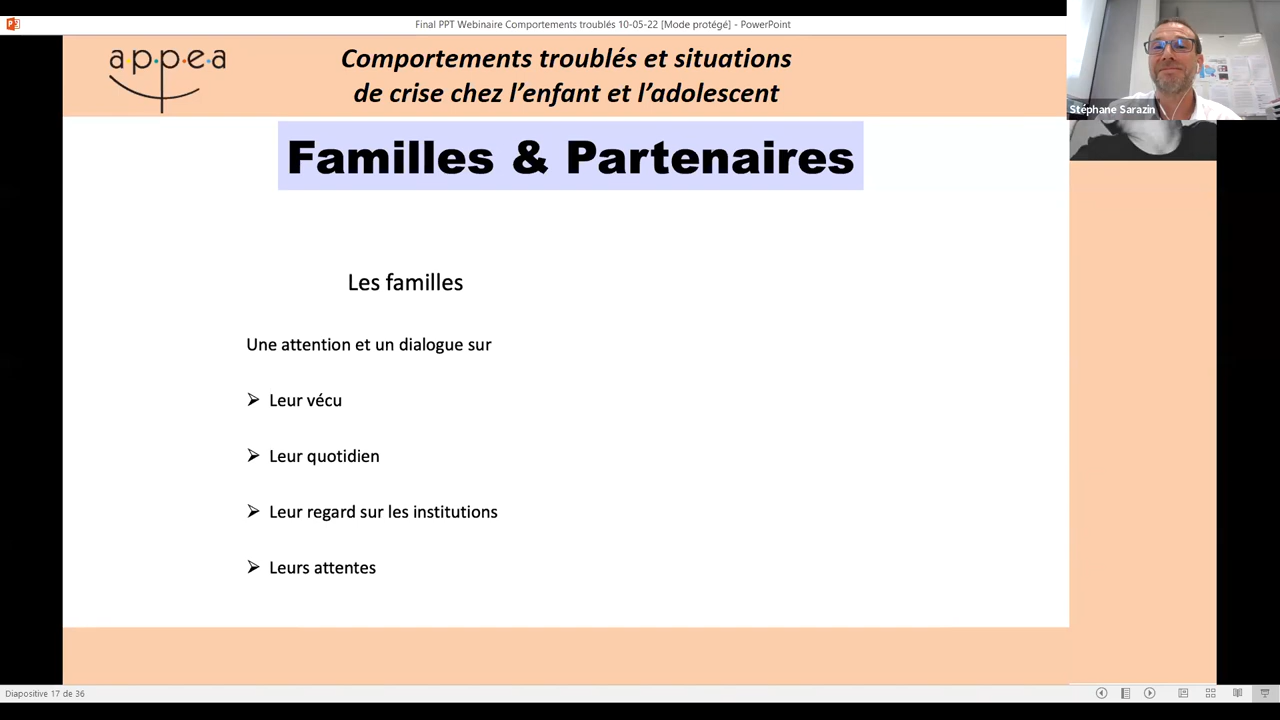 Final PPT Webinaire Comportements troublés 10-05-22 [Mode protégé] - PowerPoint
a.p.p.e.a
Comportements troublés et situations
de crise chez l'enfant et l'adolescent
Stéphane Sarazin
Familles & Partenaires
Les familles
Une attention et un dialogue sur
Leur vécu
Leur quotidien
Leur regard sur les institutions
Leurs attentes
Diapositive 17 de 36